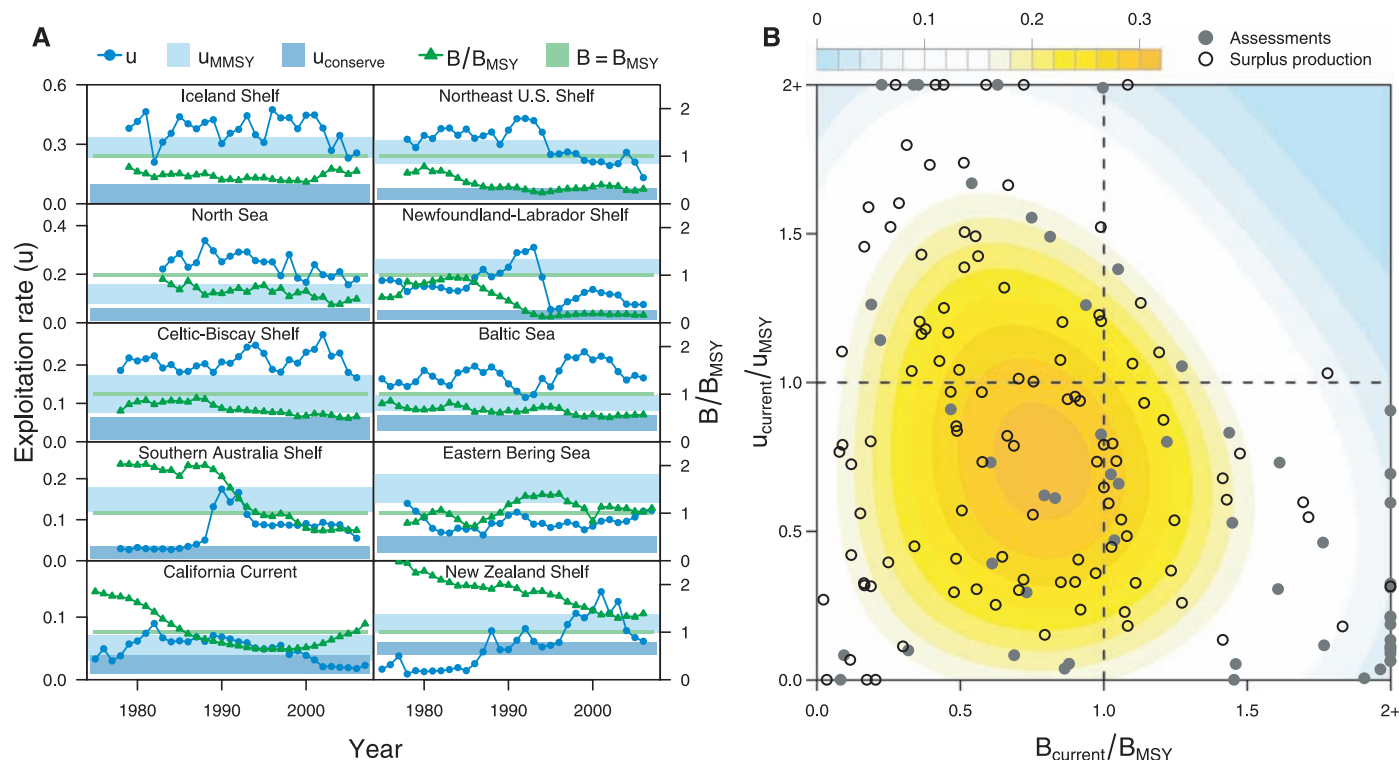 A
u
uMMSY
uconserve
B/BMSY
B = BMSY
Iceland Shelf
Northeast U.S. Shelf
North Sea
Newfoundland-Labrador Shelf
Celtic-Biscay Shelf
Baltic Sea
Southern Australia Shelf
Eastern Bering Sea
California Current
New Zealand Shelf
0.6
0.3
0.0
0.4
0.2
0.0
0.2
0.1
0.0
0.2
0.1
0.0
0.1
0.0
Exploitation rate (u)
2
1
0
2
1
0
2
1
0
2
1
0
2
1
0
B/BMSY
1980 1990 2000 1980 1990 2000
Year
B
0 0.1 0.2 0.3
Assessments
Surplus production
2+
1.5
1.0
0.5
0.0
ucurrent/uMSY
0.0 0.5 1.0 1.5 2+
Bcurrent/BMSY